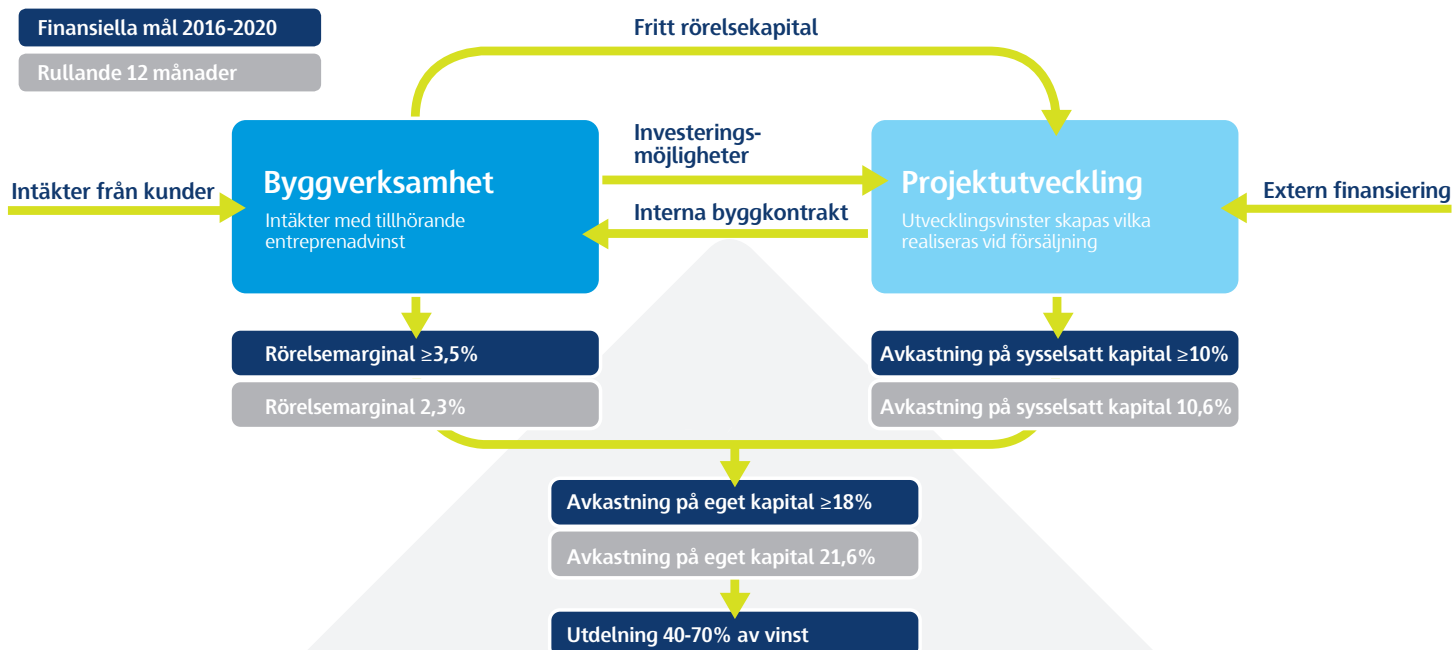 Finansiella mål 2016-2020
Rullande 12 månader
Fritt rörelsekapital
Intäkter från kunder
Byggverksamhet
Intäkter med tillhörande
entreprenadvinst
Investerings-
möjligheter
Interna byggkontrakt
Projektutveckling
Utvecklingsvinster skapas vilka
realiseras vid försäljning
Extern finansiering
Rörelsemarginal ≥3,5%
Rörelsemarginal 2,3%
Avkastning på sysselsatt kapital ≥10%
Avkastning på sysselsatt kapital 10,6%
Avkastning på eget kapital ≥18%
Avkastning på eget kapital 21,6%
Utdelning 40-70% av vinst